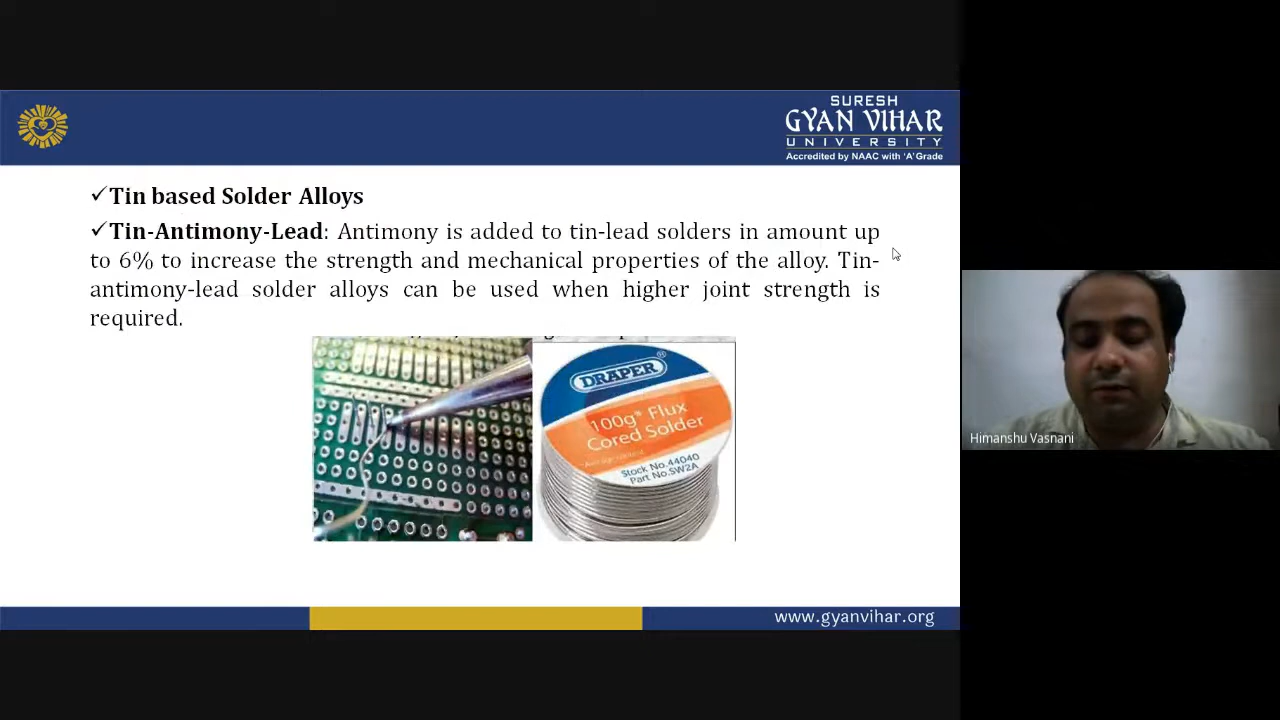 SURESH
GYAN VIHAR
UNIVERSITY
Accredited by NAAC with 'A' Grade
✓Tin based Solder Alloys
✓Tin-Antimony-Lead: Antimony is added to tin-lead solders in amount up
to 6% to increase the strength and mechanical properties of the alloy. Tin-
antimony-lead solder alloys can be used when higher joint strength is
required.
DRAPER®
100g* Flux
Cored Solder
Stock No.44040
Part No.SW2A
Himanshu Vasnani
www.gyanvihar.org